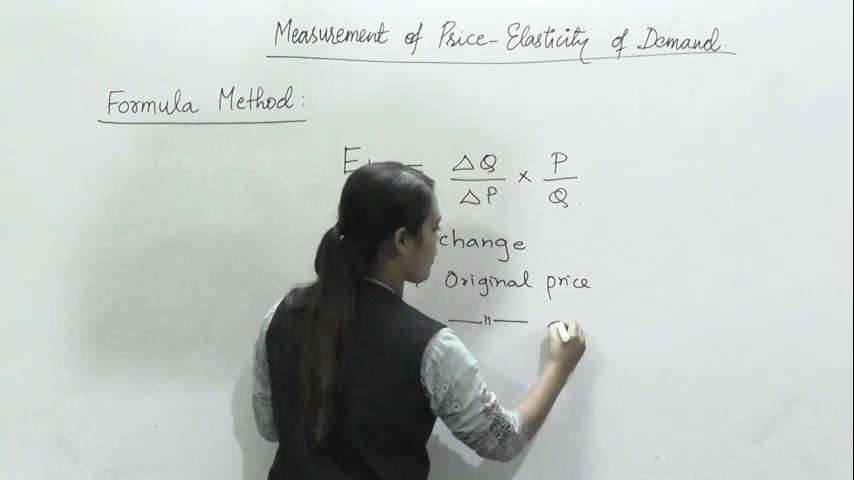 Measurement of Price-Elasticity of Demand.
Formula Method:
E = ΔQ/ΔP × P/Q.
change
Original price
—〃—